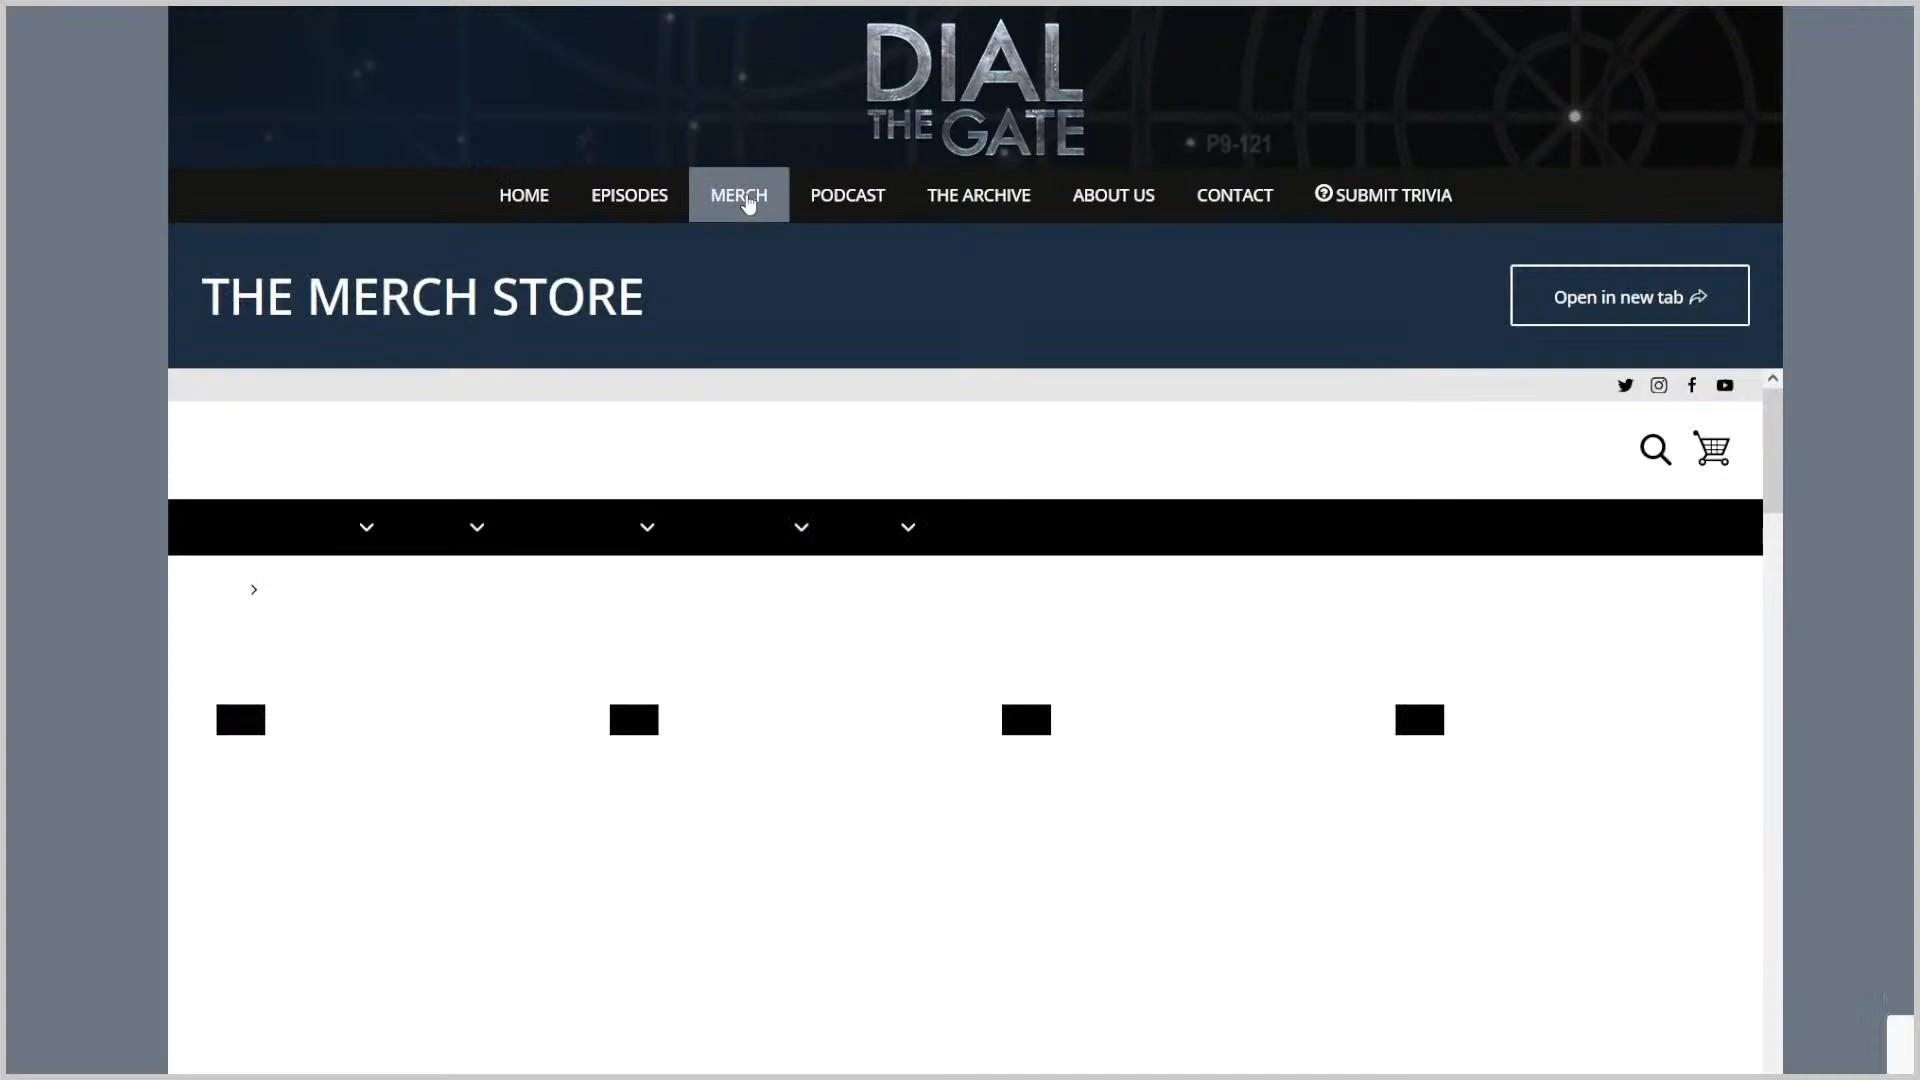 DIAL
THE GATE
P9-121
HOME EPISODES MERCH PODCAST THE ARCHIVE ABOUT US CONTACT SUBMIT TRIVIA
THE MERCH STORE
Open in new tab